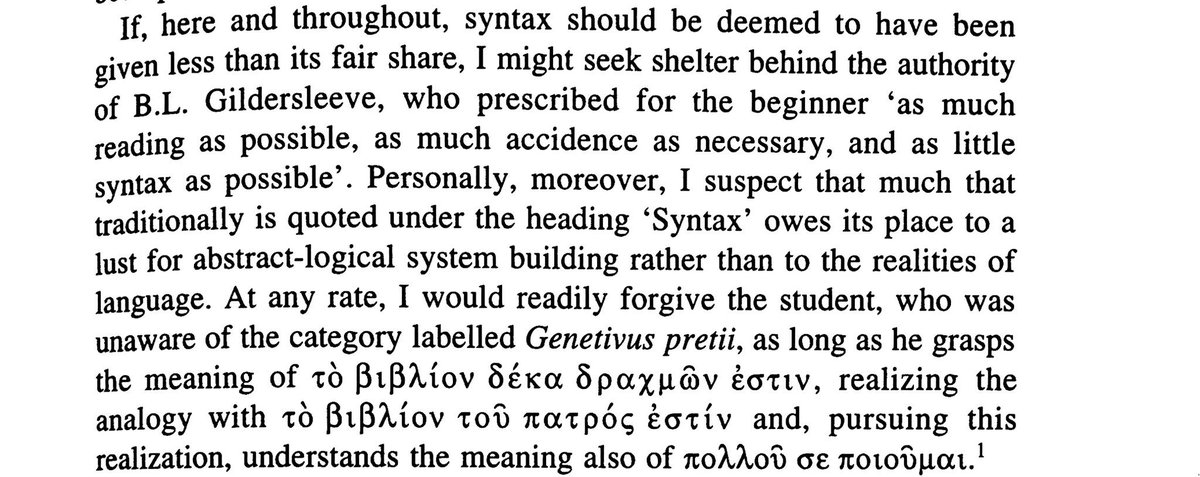 If, here and throughout, syntax should be deemed to have been
given less than its fair share, I might seek shelter behind the authority
of B.L. Gildersleeve, who prescribed for the beginner ‘as much
reading as possible, as much accidence as necessary, and as little
syntax as possible’. Personally, moreover, I suspect that much that
traditionally is quoted under the heading ‘Syntax’ owes its place to a
lust for abstract-logical system building rather than to the realities of
language. At any rate, I would readily forgive the student, who was
unaware of the category labelled Genetivus pretii, as long as he grasps
the meaning of τὸ βιβλίον δέκα δραχμῶν ἐστιν, realizing the
analogy with τὸ βιβλίον τοῦ πατρός ἐστίν and, pursuing this
realization, understands the meaning also of πολλοῦ σε ποιοῦμαι.¹